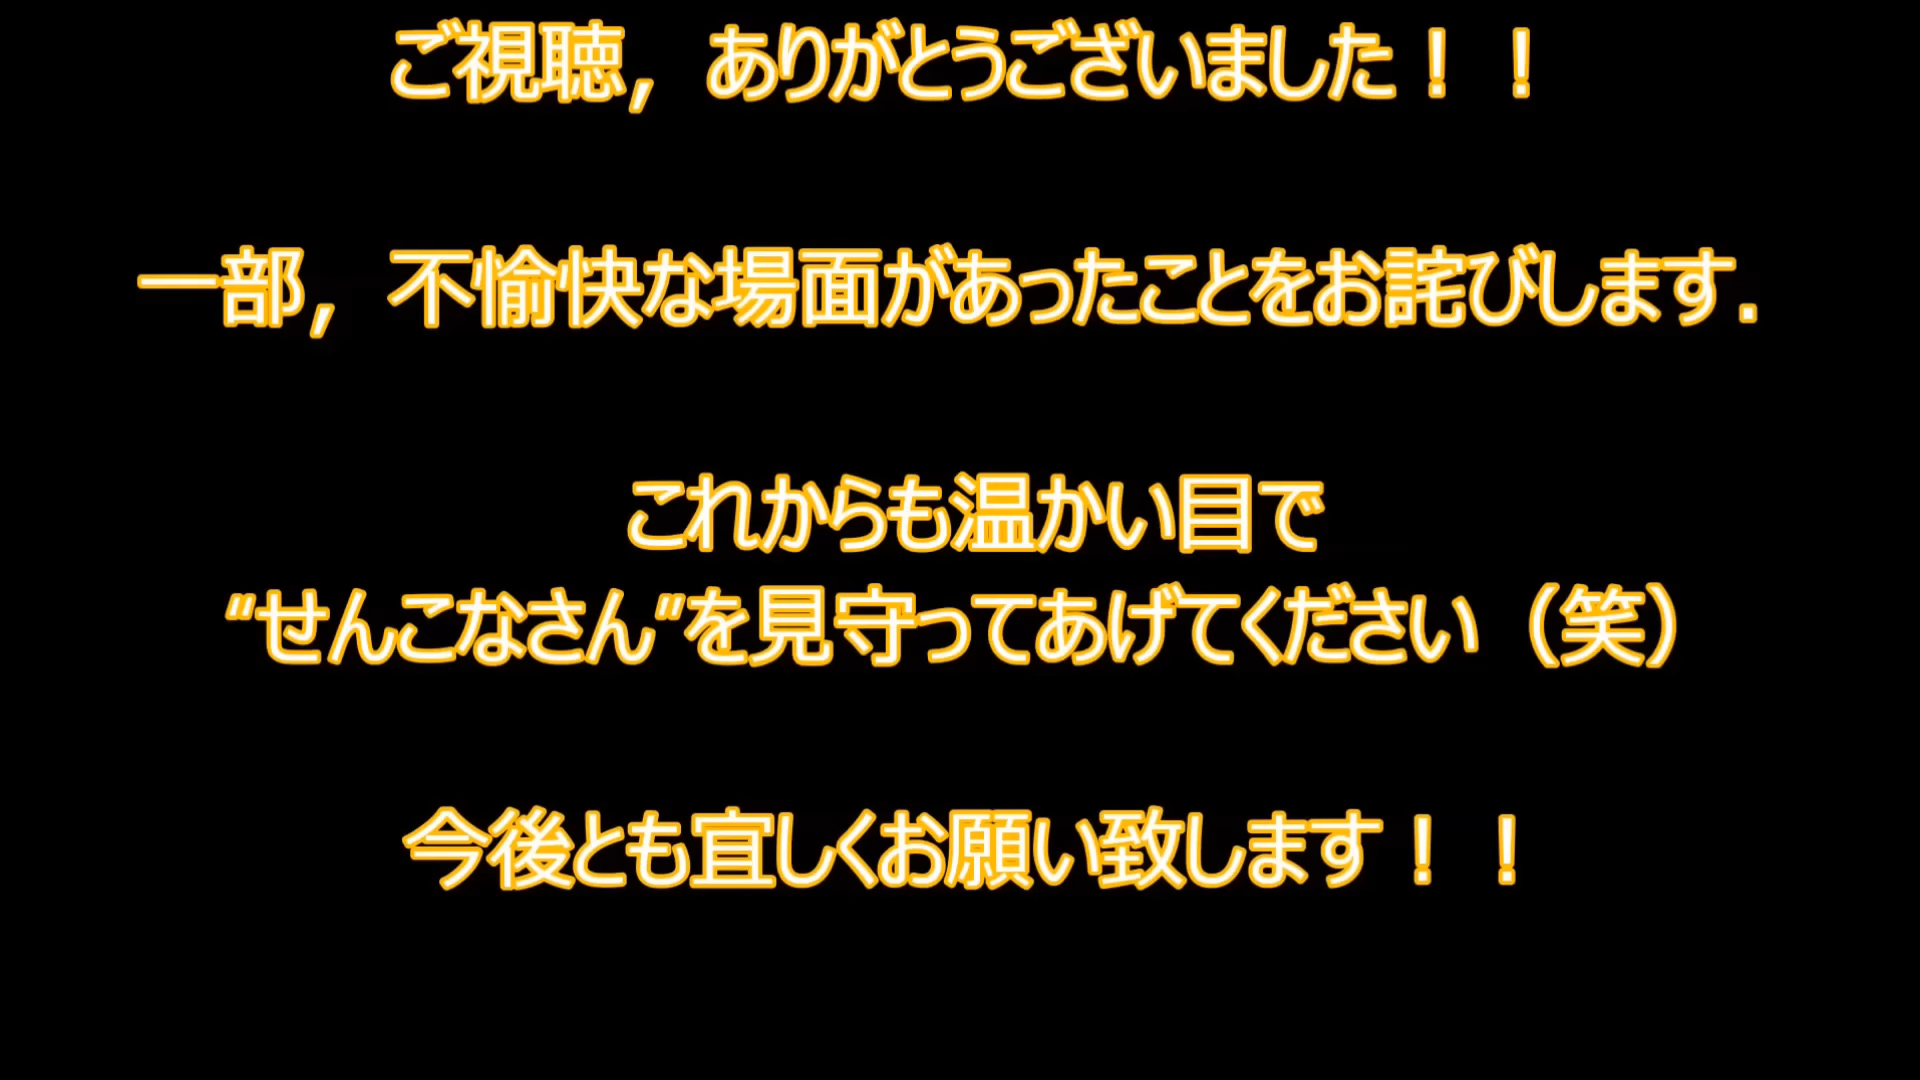 ご視聴，ありがとうございました！！
一部，不愉快な場面があったことをお詫びします．
これからも温かい目で
“せんこなさん”を見守ってあげてください（笑）
今後とも宜しくお願い致します！！